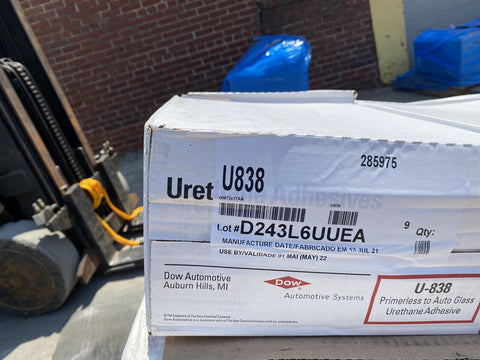 285975
Uret
U838
Adhesives
U838
Lot# D243L6UUEA
9 Qty:
MANUFACTURE DATE/FABRICADO EM 13 JUL 21
USE BY/VALIDADE 01 MAI (MAY) 22
Dow Automotive
Auburn Hills, MI
Dow
Automotive Systems
U-838
Primerless to Auto Glass
Urethane Adhesive